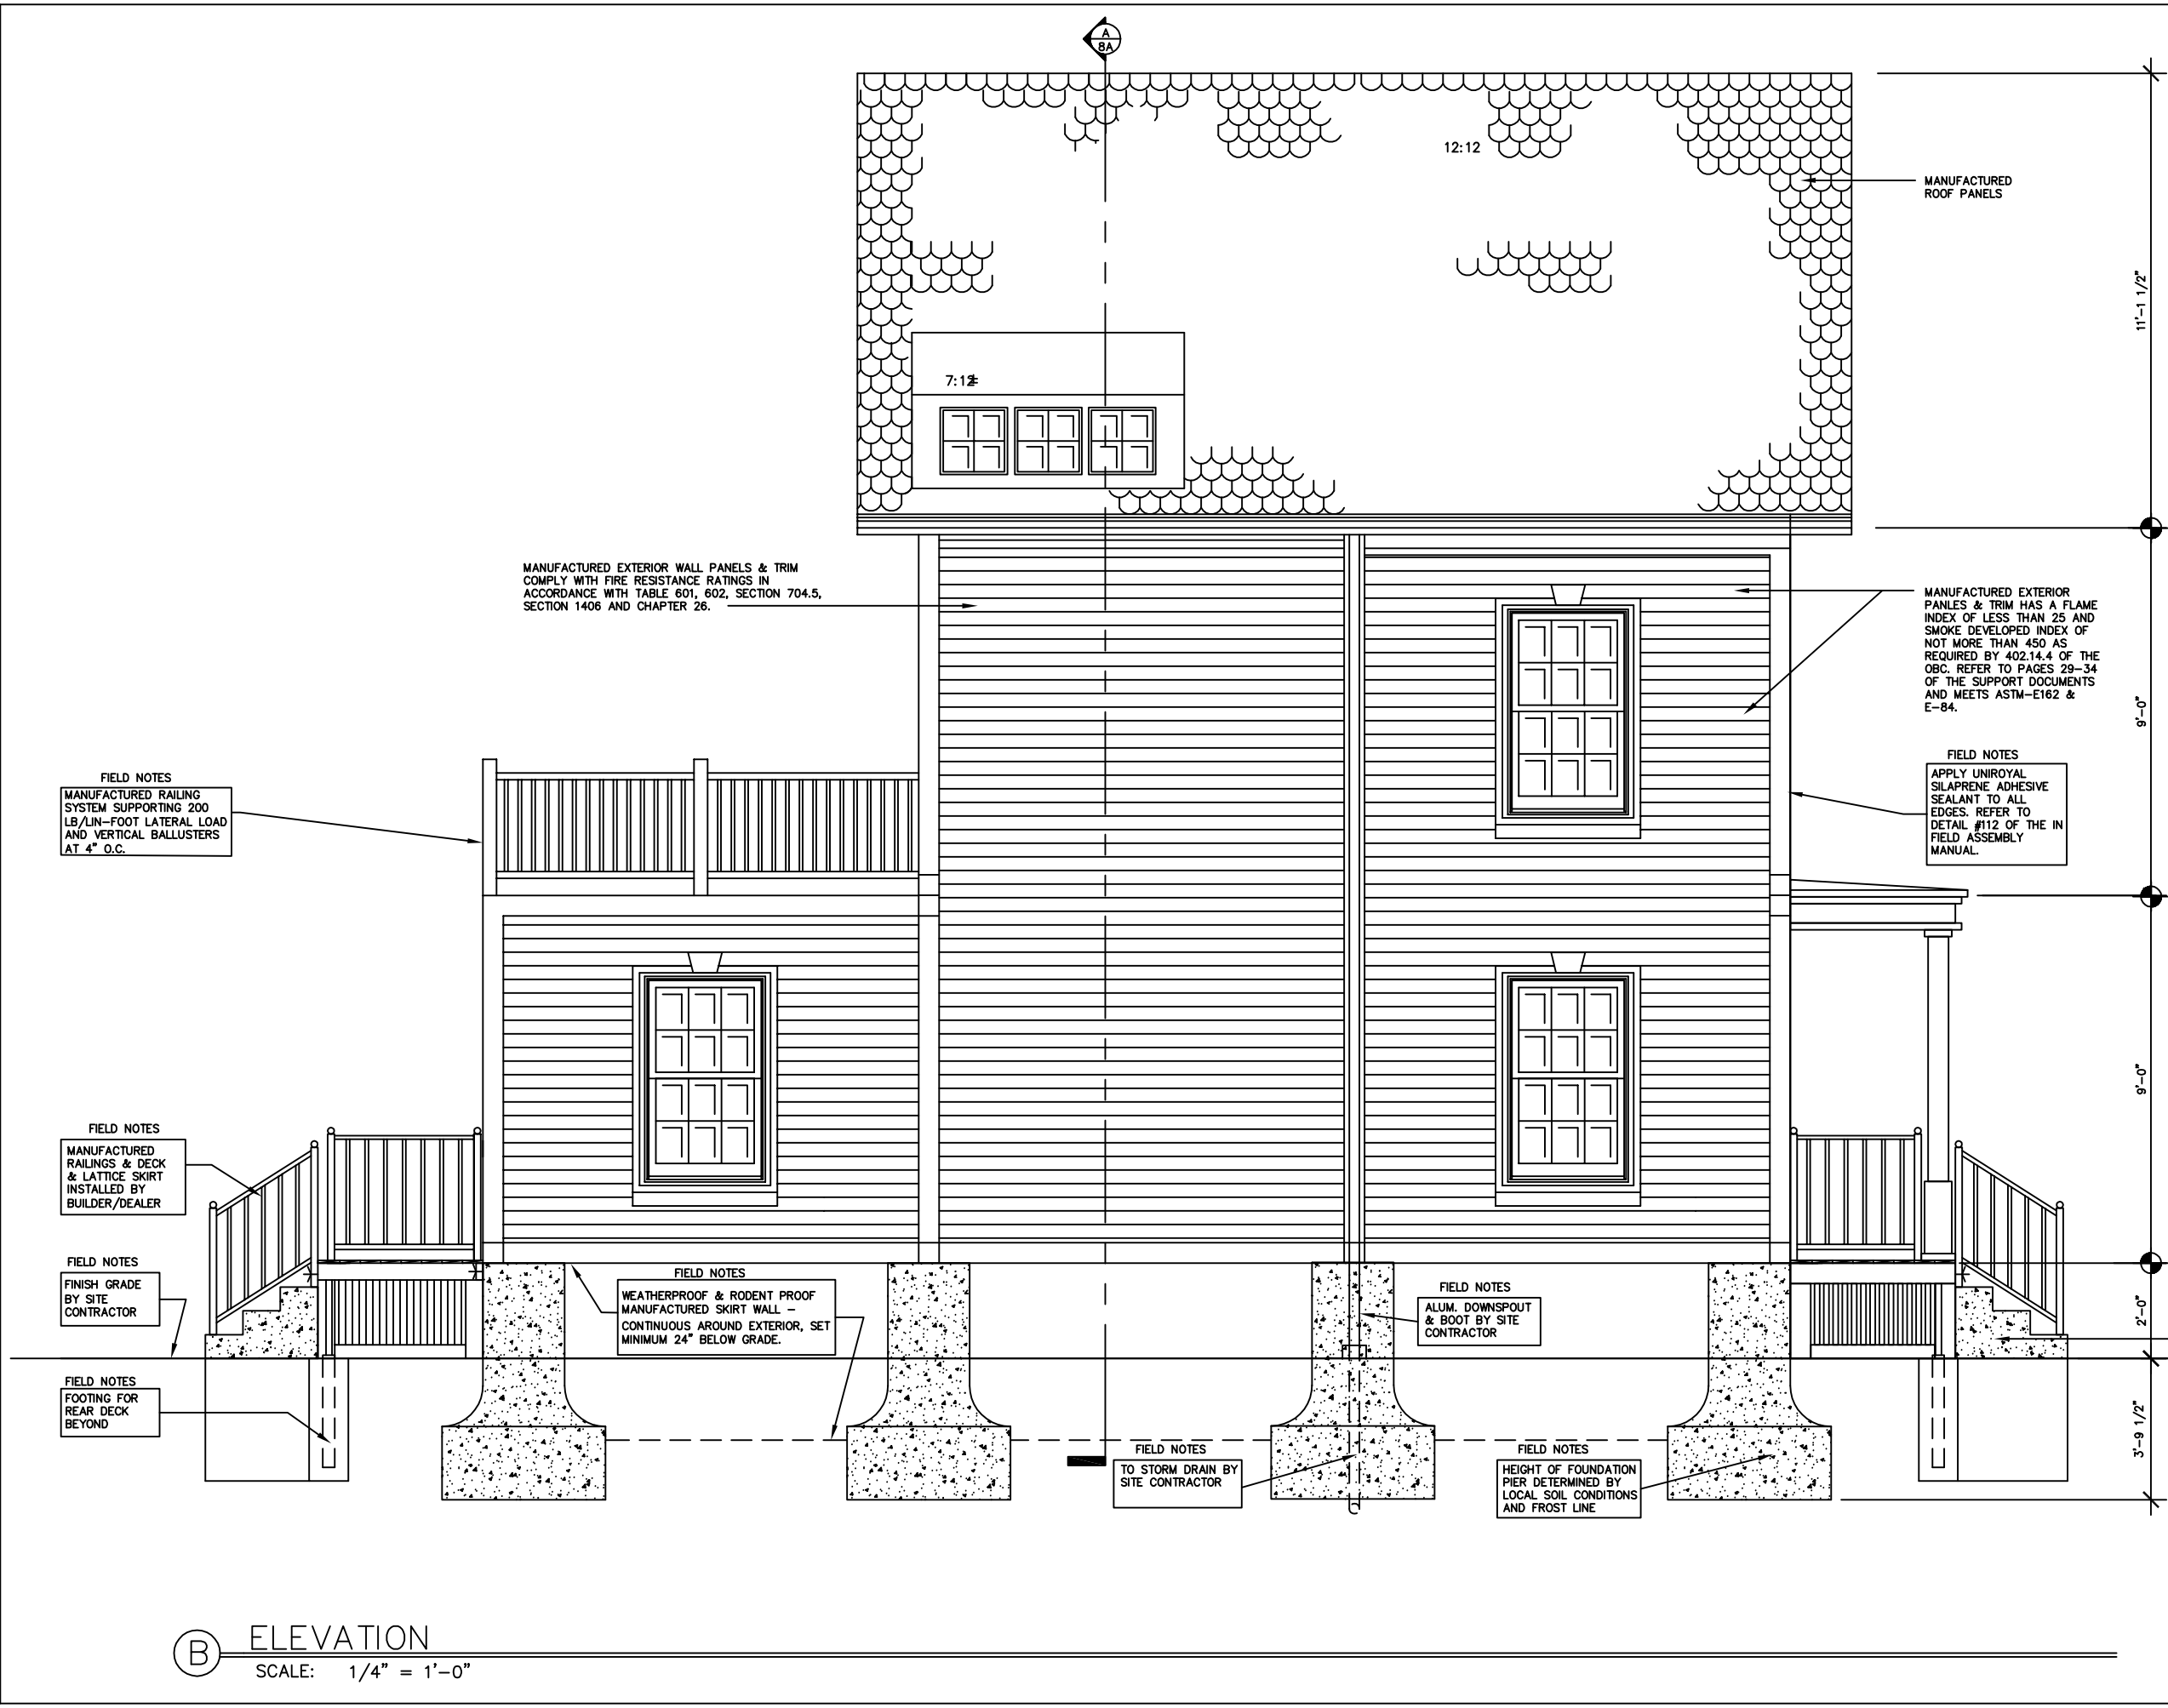 A
8A
12:12
MANUFACTURED
ROOF PANELS
11'-1 1/2"
7:12
MANUFACTURED EXTERIOR WALL PANELS & TRIM
COMPLY WITH FIRE RESISTANCE RATINGS IN
ACCORDANCE WITH TABLE 601, 602, SECTION 704.5,
SECTION 1406 AND CHAPTER 26.
MANUFACTURED EXTERIOR
PANLES & TRIM HAS A FLAME
INDEX OF LESS THAN 25 AND
SMOKE DEVELOPED INDEX OF
NOT MORE THAN 450 AS
REQUIRED BY 402.14.4 OF THE
OBC. REFER TO PAGES 29-34
OF THE SUPPORT DOCUMENTS
AND MEETS ASTM-E162 &
E-84.
9'-0"
FIELD NOTES
APPLY UNIROYAL
SILAPRENE ADHESIVE
SEALANT TO ALL
EDGES. REFER TO
DETAIL #112 OF THE IN
FIELD ASSEMBLY
MANUAL.
FIELD NOTES
MANUFACTURED RAILING
SYSTEM SUPPORTING 200
LB/LIN-FOOT LATERAL LOAD
AND VERTICAL BALLUSTERS
AT 4" O.C.
9'-0"
FIELD NOTES
MANUFACTURED
RAILINGS & DECK
& LATTICE SKIRT
INSTALLED BY
BUILDER/DEALER
FIELD NOTES
FINISH GRADE
BY SITE
CONTRACTOR
FIELD NOTES
WEATHERPROOF & RODENT PROOF
MANUFACTURED SKIRT WALL -
CONTINUOUS AROUND EXTERIOR, SET
MINIMUM 24" BELOW GRADE.
FIELD NOTES
ALUM. DOWNSPOUT
& BOOT BY SITE
CONTRACTOR
2'-0"
FIELD NOTES
FOOTING FOR
REAR DECK
BEYOND
FIELD NOTES
TO STORM DRAIN BY
SITE CONTRACTOR
FIELD NOTES
HEIGHT OF FOUNDATION
PIER DETERMINED BY
LOCAL SOIL CONDITIONS
AND FROST LINE
3'-9 1/2"
B
ELEVATION
SCALE: 1/4" = 1'-0"